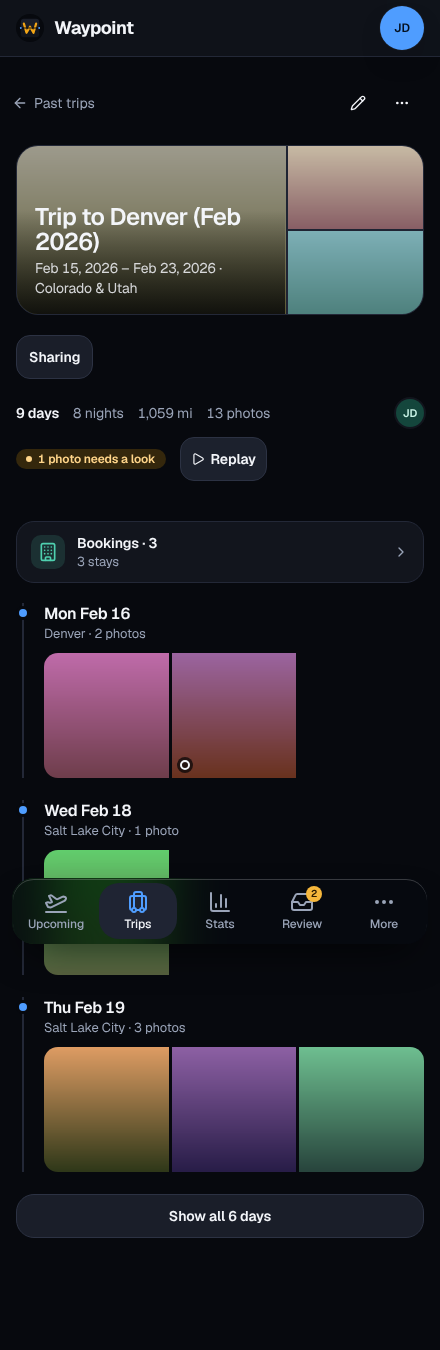 Waypoint
JD
Past trips
Trip to Denver (Feb
2026)
Feb 15, 2026 – Feb 23, 2026 ·
Colorado & Utah
Sharing
9 days 8 nights 1,059 mi 13 photos JD
1 photo needs a look
Replay
Bookings · 3
3 stays
Mon Feb 16
Denver · 2 photos
Wed Feb 18
Salt Lake City · 1 photo
2
Upcoming Trips Stats Review More
Thu Feb 19
Salt Lake City · 3 photos
Show all 6 days